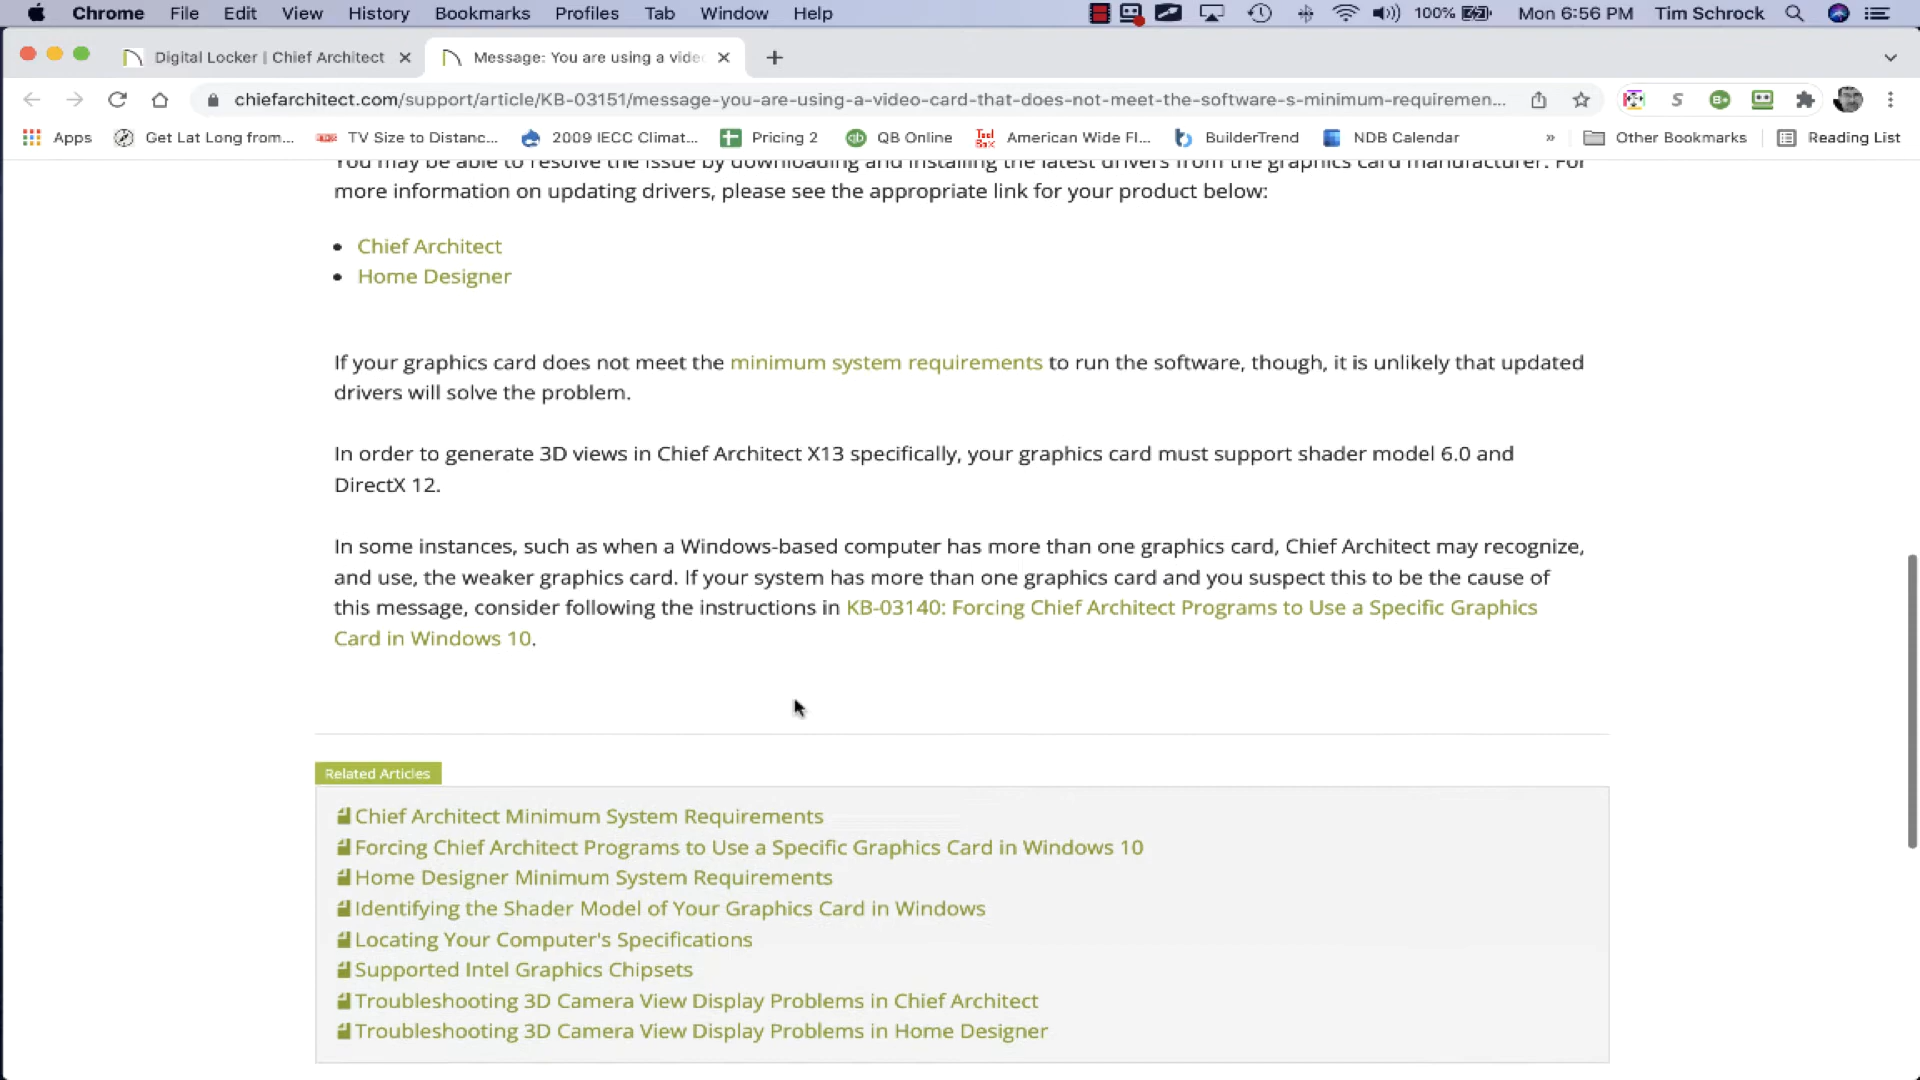 Chrome File Edit View History Bookmarks Profiles Tab Window Help 100% Mon 6:56 PM Tim Schrock
Digital Locker | Chief Architect Message: You are using a vide
chiefarchitect.com/support/article/KB-03151/message-you-are-using-a-video-card-that-does-not-meet-the-software-s-minimum-requiremen...
Apps Get Lat Long from... TV Size to Distanc... 2009 IECC Climat... Pricing 2 QB Online American Wide Fl... BuilderTrend NDB Calendar » Other Bookmarks Reading List
You may be able to resolve the issue by downloading and installing the latest drivers from the graphics card manufacturer. For
more information on updating drivers, please see the appropriate link for your product below:
• Chief Architect
• Home Designer
If your graphics card does not meet the minimum system requirements to run the software, though, it is unlikely that updated
drivers will solve the problem.
In order to generate 3D views in Chief Architect X13 specifically, your graphics card must support shader model 6.0 and
DirectX 12.
In some instances, such as when a Windows-based computer has more than one graphics card, Chief Architect may recognize,
and use, the weaker graphics card. If your system has more than one graphics card and you suspect this to be the cause of
this message, consider following the instructions in KB-03140: Forcing Chief Architect Programs to Use a Specific Graphics
Card in Windows 10.
Related Articles
Chief Architect Minimum System Requirements
Forcing Chief Architect Programs to Use a Specific Graphics Card in Windows 10
Home Designer Minimum System Requirements
Identifying the Shader Model of Your Graphics Card in Windows
Locating Your Computer's Specifications
Supported Intel Graphics Chipsets
Troubleshooting 3D Camera View Display Problems in Chief Architect
Troubleshooting 3D Camera View Display Problems in Home Designer